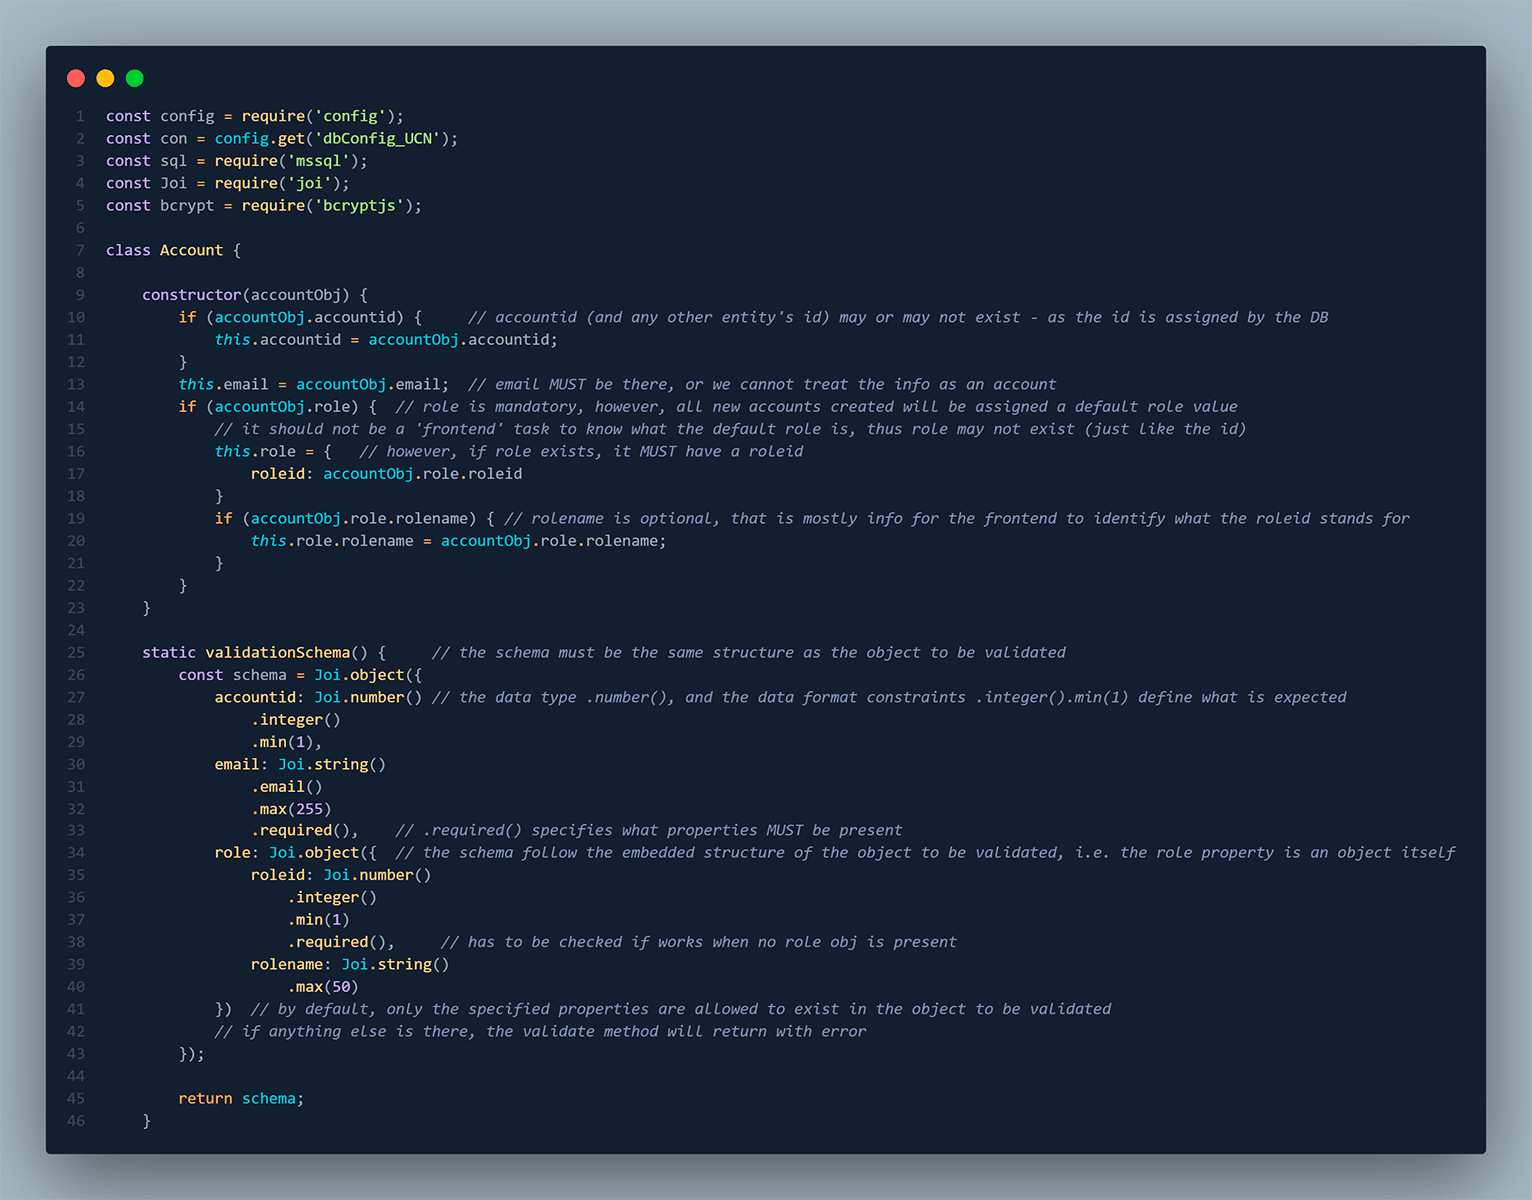 1 const config = require('config');
2 const con = config.get('dbConfig_UCN');
3 const sql = require('mssql');
4 const Joi = require('joi');
5 const bcrypt = require('bcryptjs');
6
7 class Account {
8
9     constructor(accountObj) {
10         if (accountObj.accountid) {     // accountid (and any other entity's id) may or may not exist - as the id is assigned by the DB
11             this.accountid = accountObj.accountid;
12         }
13         this.email = accountObj.email;  // email MUST be there, or we cannot treat the info as an account
14         if (accountObj.role) {  // role is mandatory, however, all new accounts created will be assigned a default role value
15             // it should not be a 'frontend' task to know what the default role is, thus role may not exist (just like the id)
16             this.role = {   // however, if role exists, it MUST have a roleid
17                 roleid: accountObj.role.roleid
18             }
19             if (accountObj.role.rolename) { // rolename is optional, that is mostly info for the frontend to identify what the roleid stands for
20                 this.role.rolename = accountObj.role.rolename;
21             }
22         }
23     }
24
25     static validationSchema() {     // the schema must be the same structure as the object to be validated
26         const schema = Joi.object({
27             accountid: Joi.number() // the data type .number(), and the data format constraints .integer().min(1) define what is expected
28                 .integer()
29                 .min(1),
30             email: Joi.string()
31                 .email()
32                 .max(255)
33                 .required(),    // .required() specifies what properties MUST be present
34             role: Joi.object({  // the schema follow the embedded structure of the object to be validated, i.e. the role property is an object itself
35                 roleid: Joi.number()
36                     .integer()
37                     .min(1)
38                     .required(),     // has to be checked if works when no role obj is present
39                 rolename: Joi.string()
40                     .max(50)
41             })  // by default, only the specified properties are allowed to exist in the object to be validated
42             // if anything else is there, the validate method will return with error
43         });
44
45         return schema;
46     }